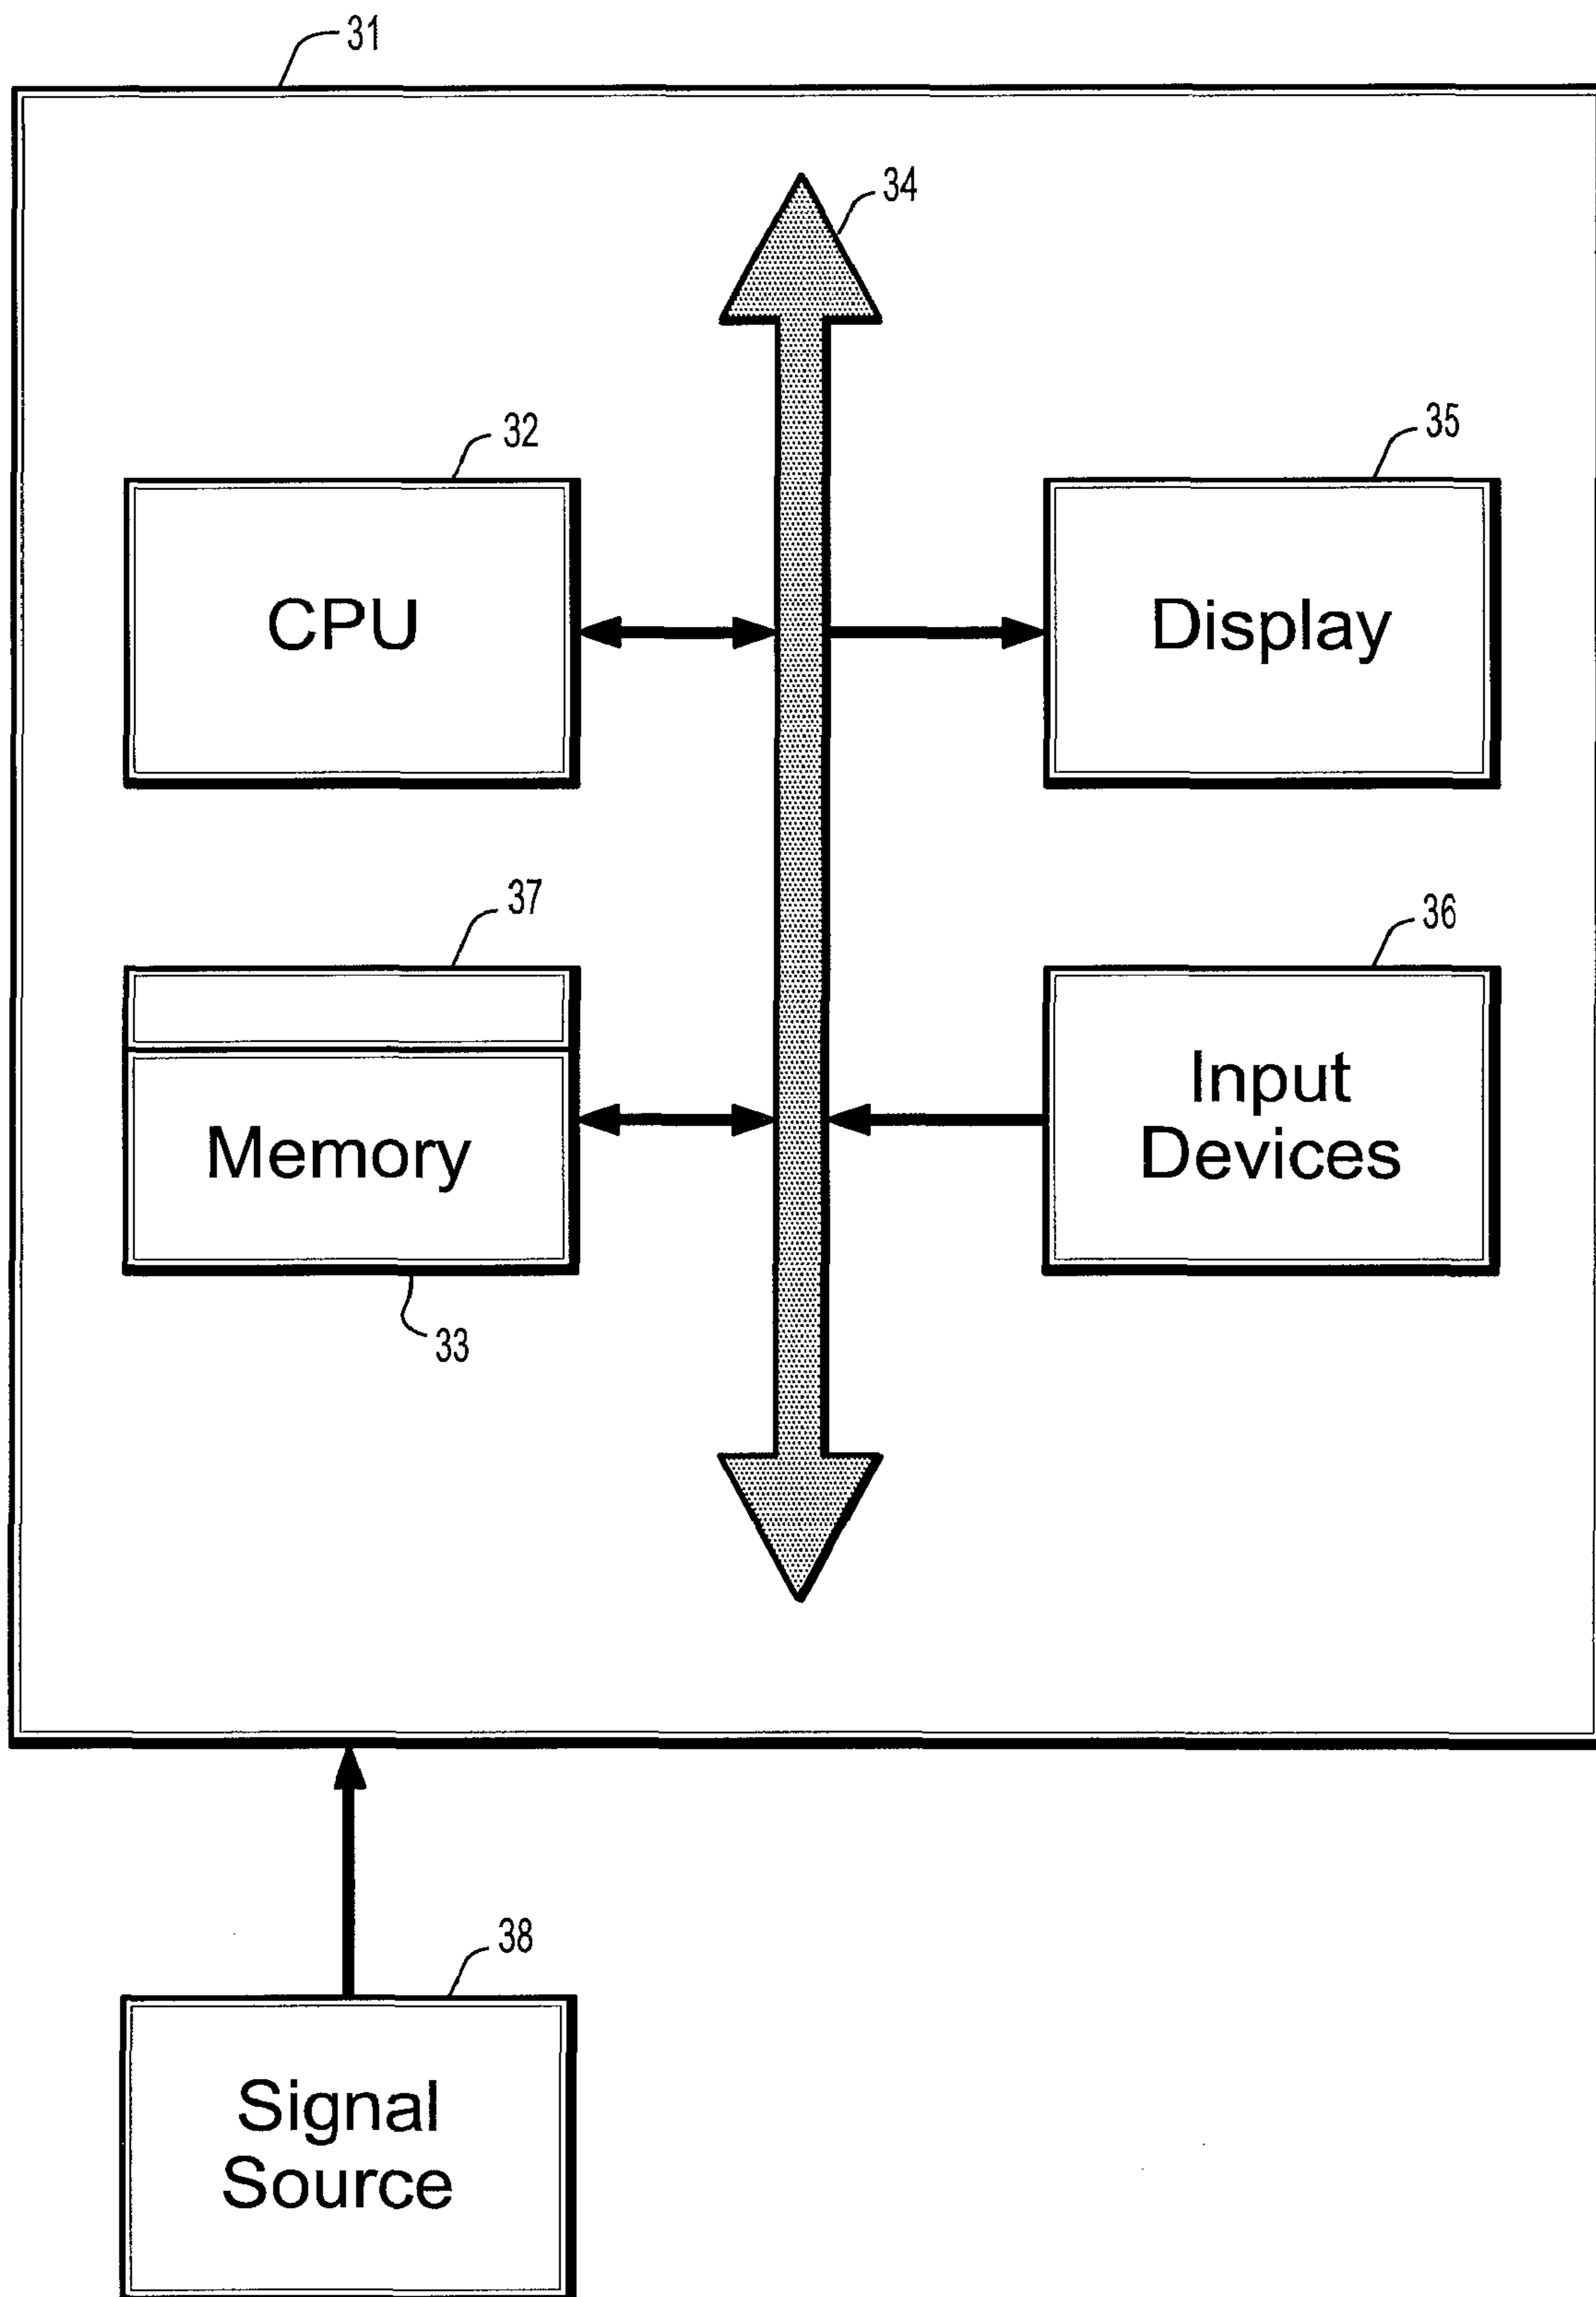 31
34
32
35
CPU
Display
37
36
Memory
Input
Devices
33
38
Signal
Source